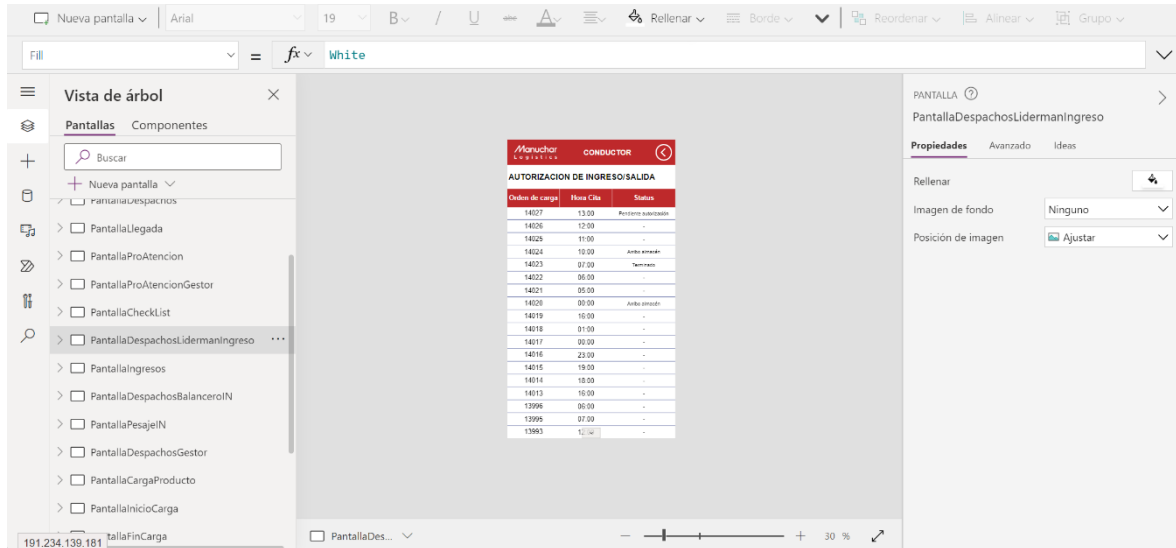 Nueva pantalla Arial 19 B / U abc A Rellenar Borde Reordenar Alinear Grupo
Fill = fx White
Vista de árbol
Pantallas Componentes
Buscar
Nueva pantalla
PantallaDespachos
PantallaLlegada
PantallaProAtencion
PantallaProAtencionGestor
PantallaCheckList
PantallaDespachosLidermanIngreso ...
PantallaIngresos
PantallaDespachosBalanceroIN
PantallaPesajeIN
PantallaDespachosGestor
PantallaCargaProducto
PantallaInicioCarga
tallaFinCarga
191.234.139.181
Manuchar
Logistics
CONDUCTOR
AUTORIZACION DE INGRESO/SALIDA
Orden de carga Hora Cita Status
14027 13:00 Pendiente autorización
14026 12:00 -
14025 11:00 -
14024 10:00 Arribo almacén
14023 07:00 Terminado
14022 06:00 -
14021 05:00 -
14020 00:00 Arribo almacén
14019 16:00 -
14018 01:00 -
14017 00:00 -
14016 23:00 -
14015 19:00 -
14014 18:00 -
14013 16:00 -
13996 06:00 -
13995 07:00 -
13993 -
PantallaDes...
- + 30 %
PANTALLA ?
PantallaDespachosLidermanIngreso
Propiedades Avanzado Ideas
Rellenar
Imagen de fondo Ninguno
Posición de imagen Ajustar